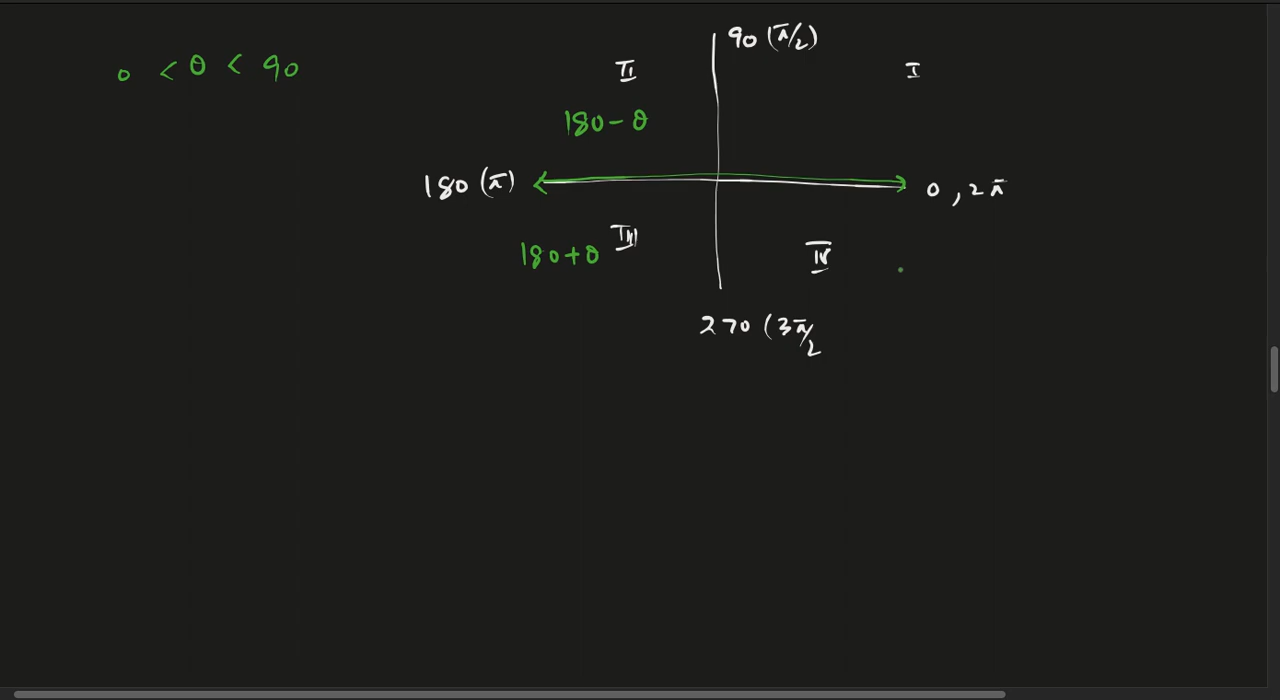 90 (π/2)
0 < θ < 90
II
I
180 - θ
180 (π)
0 , 2π
III
180 + θ
IV
270 (3π/2